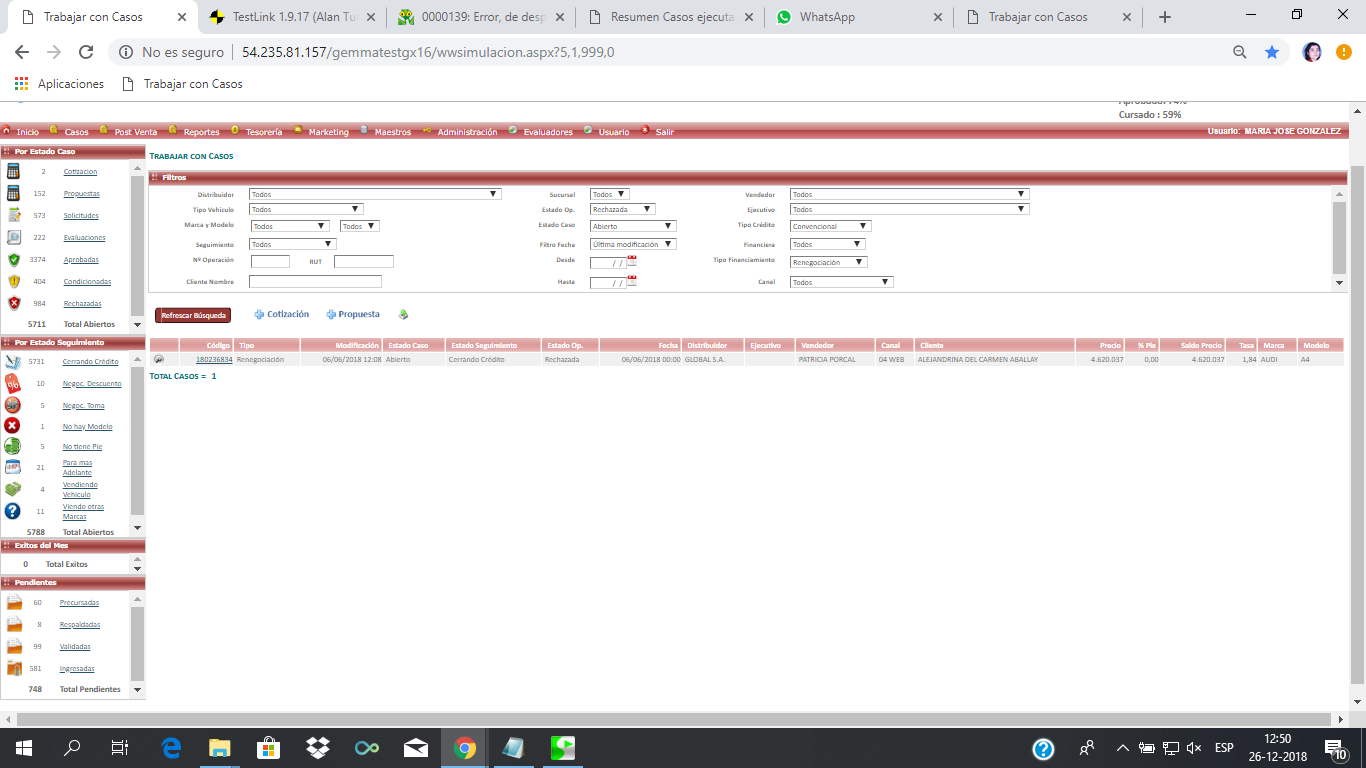 Trabajar con Casos
TestLink 1.9.17 (Alan Tu
0000139: Error, de desp
Resumen Casos ejecuta
WhatsApp
Trabajar con Casos
No es seguro
54.235.81.157/gemmatestgx16/wwsimulacion.aspx?5,1,999,0
Aplicaciones
Trabajar con Casos
Cursado : 59%
Inicio Casos Post Venta Reportes Tesorería Marketing Maestros Administración Evaluadores Usuario Salir
Usuario: MARIA JOSE GONZALEZ
Por Estado Caso
2 Cotizacion
152 Propuestas
573 Solicitudes
222 Evaluaciones
3374 Aprobadas
404 Condicionadas
984 Rechazadas
5711 Total Abiertos
Por Estado Seguimiento
5731 Cerrando Crédito
10 Negoc. Descuento
5 Negoc. Toma
1 No hay Modelo
5 No tiene Pie
21 Para mas
Adelante
4 Vendiendo
Vehiculo
11 Viendo otras
Marcas
5788 Total Abiertos
Exitos del Mes
0 Total Exitos
Pendientes
60 Precursadas
8 Respaldadas
99 Validadas
581 Ingresadas
748 Total Pendientes
Trabajar con Casos
Filtros
Distribuidor Todos Sucursal Todos Vendedor Todos
Tipo Vehículo Todos Estado Op. Rechazada Ejecutivo Todos
Marca y Modelo Todos Todos Estado Caso Abierto Tipo Crédito Convencional
Seguimiento Todos Filtro Fecha Última modificación Financiera Todos
Nº Operación RUT Desde / / Tipo Financiamiento Renegociación
Cliente Nombre Hasta / / Canal Todos
Refrescar Búsqueda Cotización Propuesta
Código Tipo Modificación Estado Caso Estado Seguimiento Estado Op. Fecha Distribuidor Ejecutivo Vendedor Canal Cliente Precio % Pie Saldo Precio Tasa Marca Modelo
180236834 Renegociación 06/06/2018 12:08 Abierto Cerrando Crédito Rechazada 06/06/2018 00:00 GLOBAL S.A. PATRICIA PORCAL 04 WEB ALEJANDRINA DEL CARMEN ABALLAY 4.620.037 0,00 4.620.037 1,84 AUDI A4
Total Casos = 1
ESP
12:50
26-12-2018
10